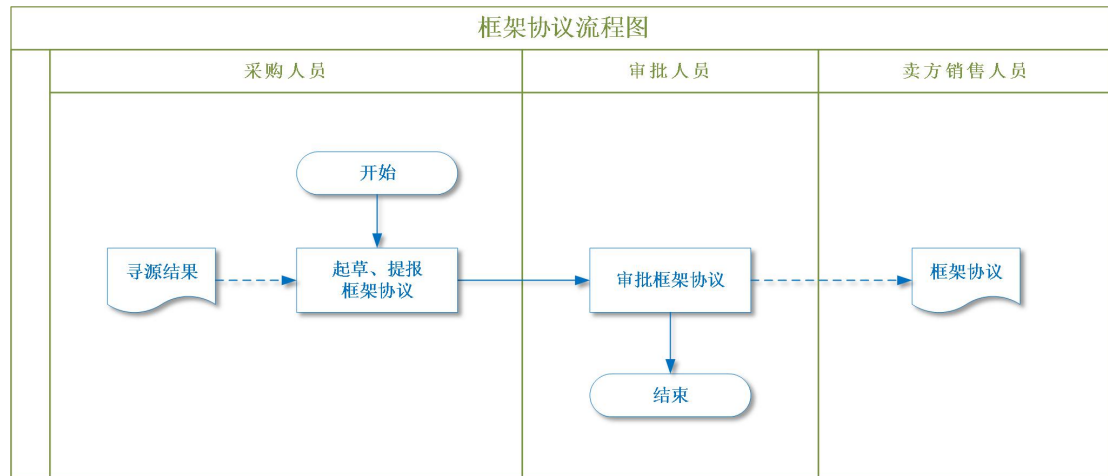 框架协议流程图
采购人员
审批人员
卖方销售人员
开始
寻源结果
起草、提报
框架协议
审批框架协议
框架协议
结束